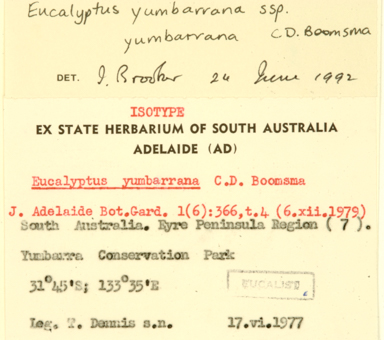 Eucalyptus yumbarrana ssp.
yumbarrana C.D. Boomsma
DET. I. Brooker 24 June 1992
ISOTYPE
EX STATE HERBARIUM OF SOUTH AUSTRALIA
ADELAIDE (AD)
Eucalyptus yumbarrana C.D. Boomsma
J. Adelaide Bot.Gard. 1(6):366,t.4 (6.xii.1979)
South Australia. Eyre Peninsula Region ( 7 ).
Yumbarra Conservation Park
31°45'S; 133°35'E
EUCALIST
Leg. T. Dennis s.n. 17.vi.1977